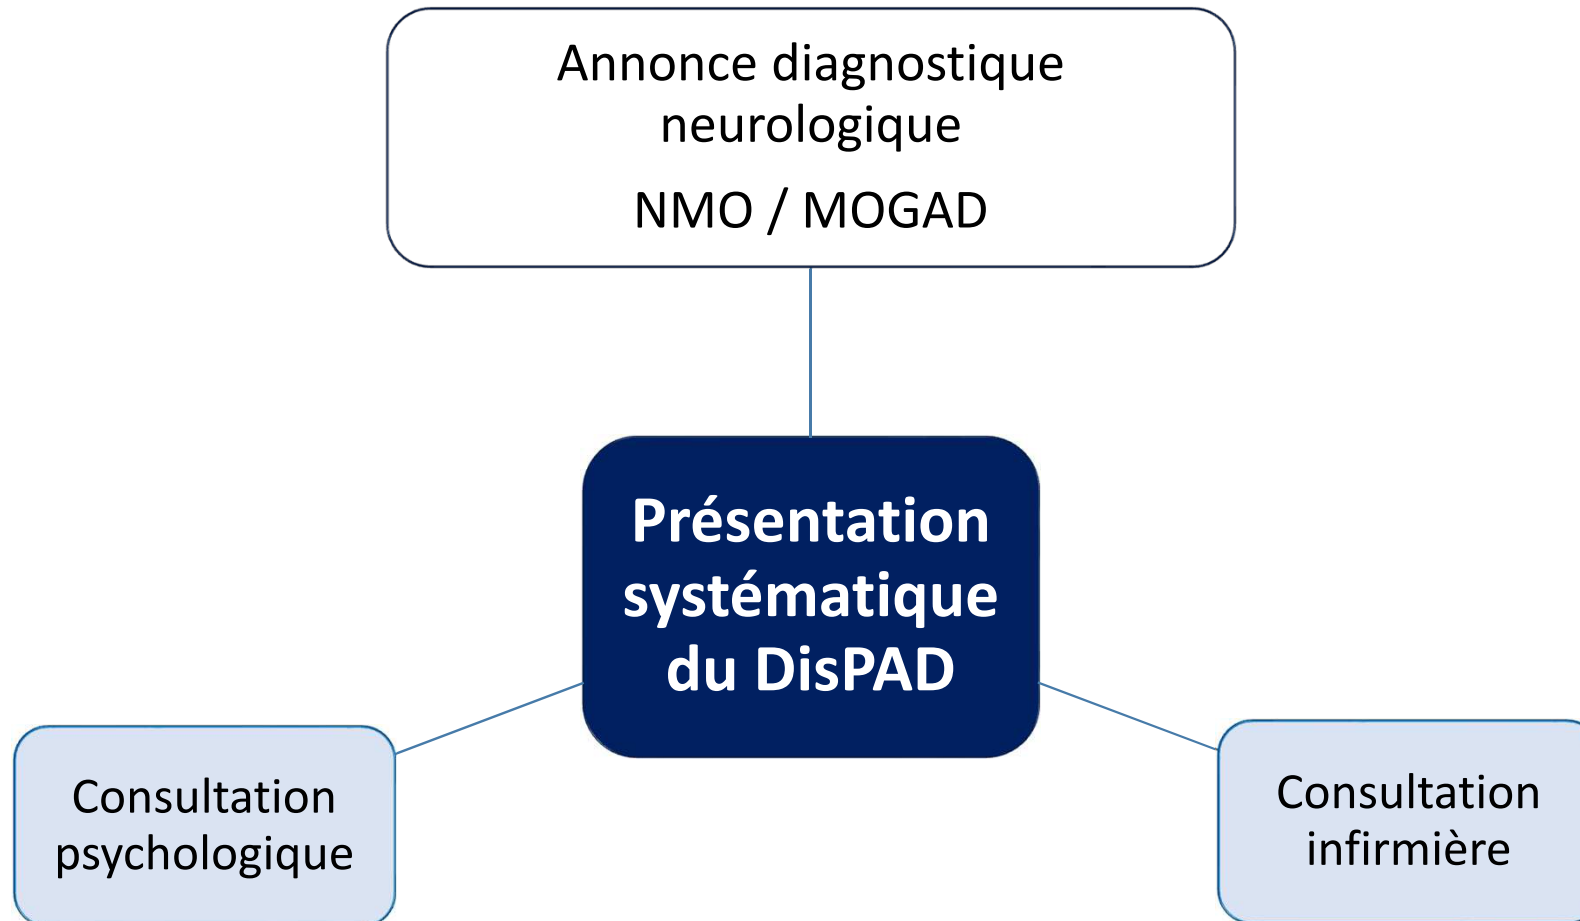 Annonce diagnostique
neurologique
NMO / MOGAD
Présentation
systématique
du DisPAD
Consultation
psychologique
Consultation
infirmière